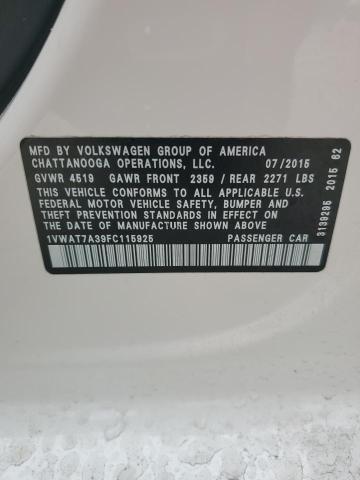 MFD BY VOLKSWAGEN GROUP OF AMERICA
CHATTANOOGA OPERATIONS, LLC. 07/2015
GVWR 4519 GAWR FRONT 2359 / REAR 2271 LBS
THIS VEHICLE CONFORMS TO ALL APPLICABLE U.S.
FEDERAL MOTOR VEHICLE SAFETY, BUMPER AND
THEFT PREVENTION STANDARDS IN EFFECT ON
THE DATE OF MANUFACTURE SHOWN ABOVE
1VWAT7A39FC115925 PASSENGER CAR
3139295 2015 62